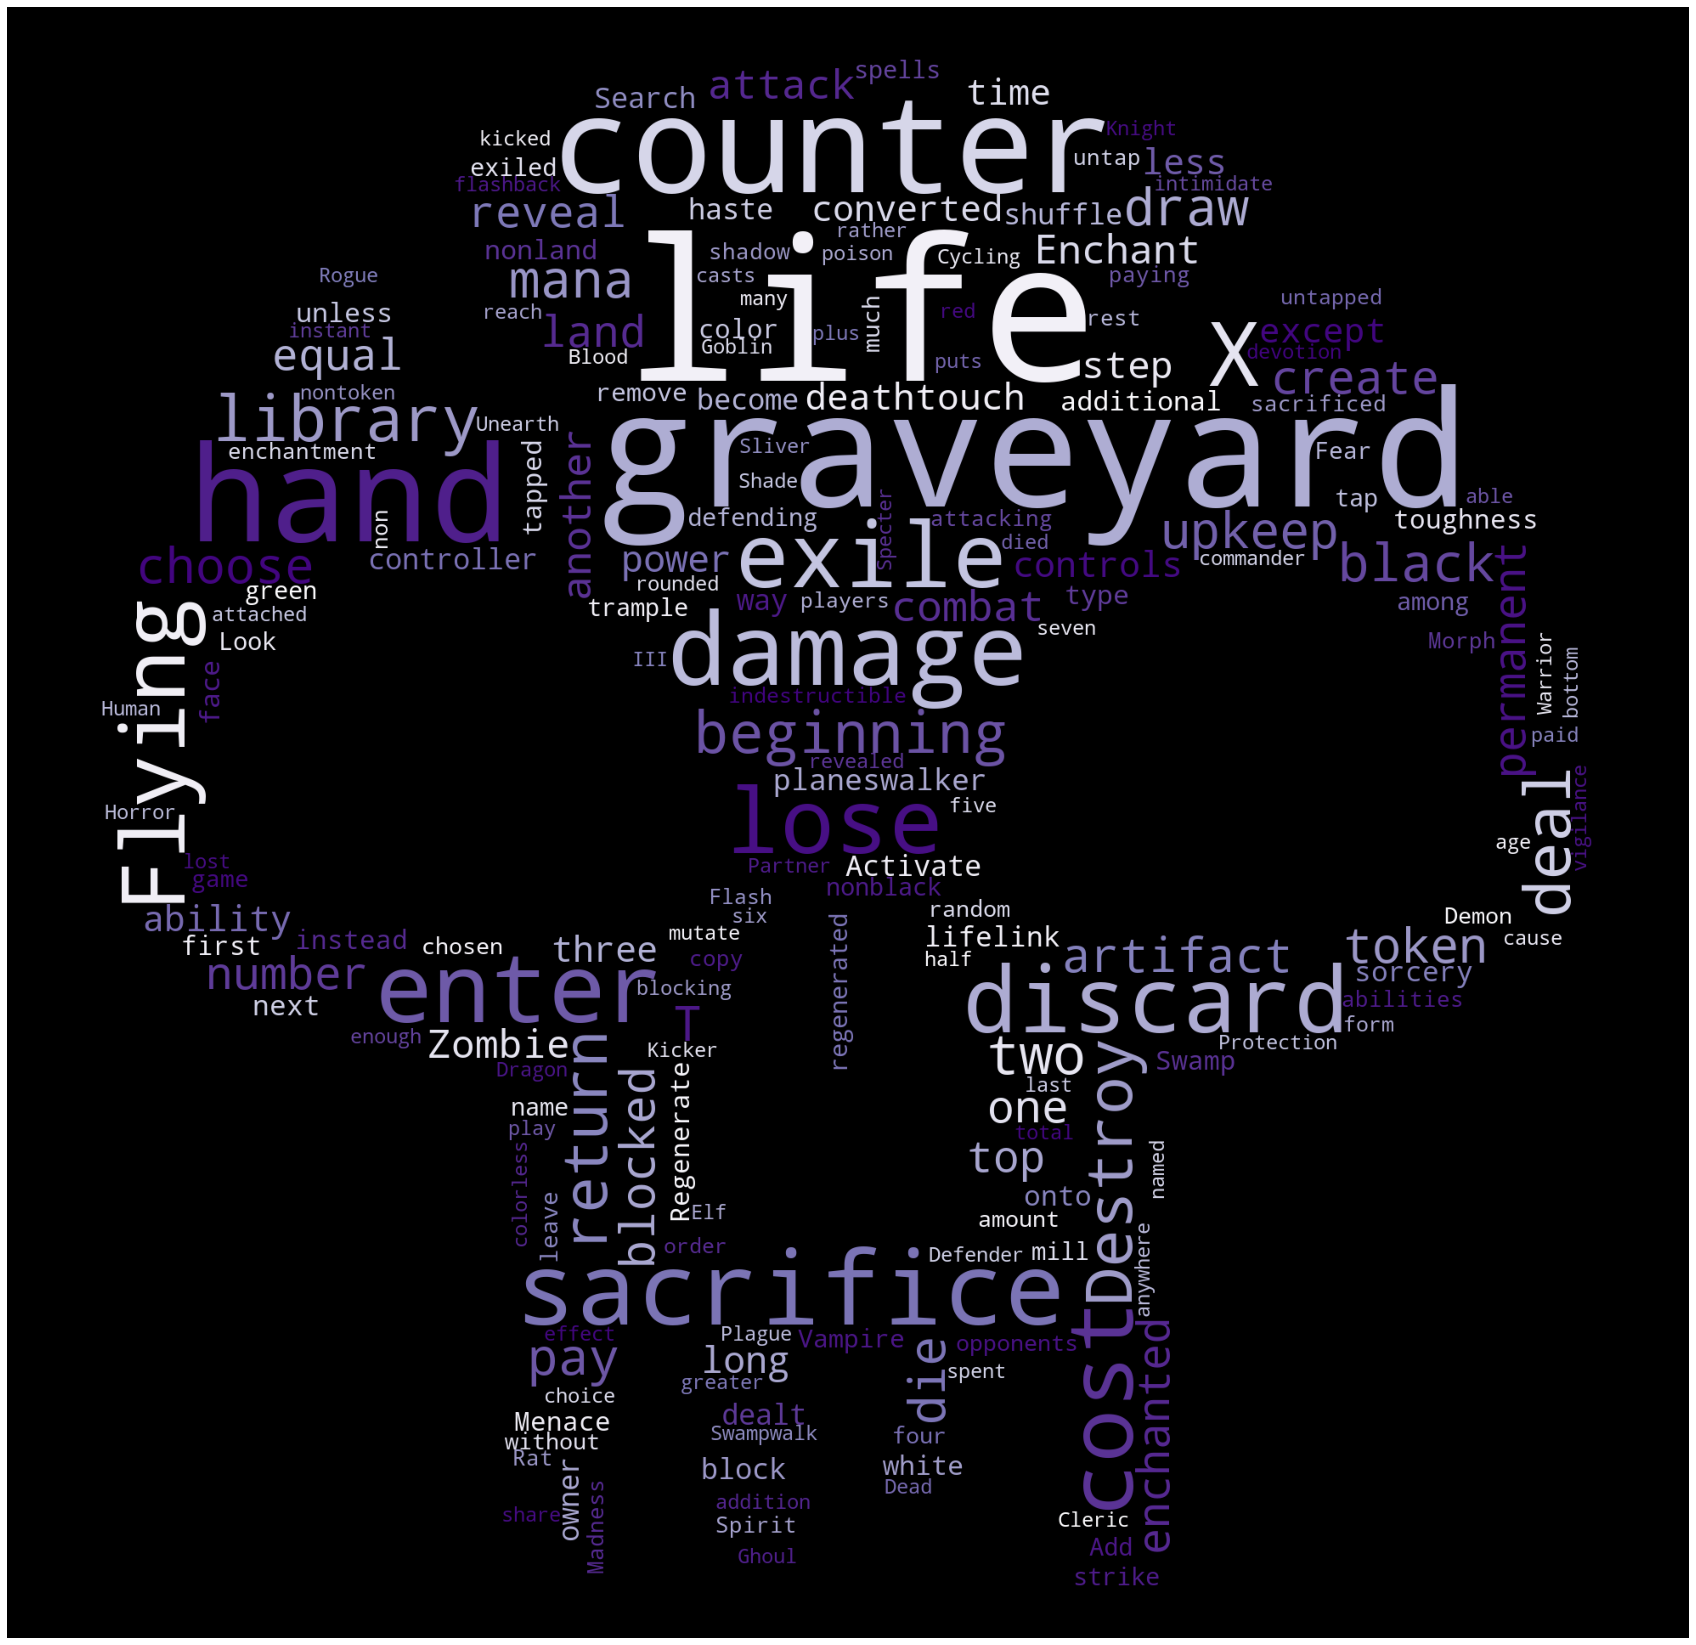 spells
attack
time
Search
counter
Knight
kicked
untap
less
exiled
flashback
intimidate
reveal
haste
converted
shuffle
draw
rather
life
nonland
shadow
poison
Cycling
Enchant
Rogue
mana
casts
paying
many
untapped
unless
reach
much
red
rest
instant
land
color
plus
X
except
equal
Blood
Goblin
puts
step
devotion
nontoken
remove
become
deathtouch
additional
create
sacrificed
library
Unearth
graveyard
enchantment
Sliver
Fear
hand
tapped
another
Shade
tap
able
non
defending
Specter
attacking
toughness
controller
power
exile
died
upkeep
commander
choose
rounded
controls
black
green
way
players
combat
type
among
permanent
attached
trample
Flying
Look
damage
seven
Morph
Warrior
face
III
bottom
Human
indestructible
beginning
paid
revealed
planeswalker
Horror
lose
five
deal
vigilance
age
lost
game
Partner
Activate
nonblack
Flash
ability
six
random
Demon
first
instead
chosen
three
mutate
regenerated
lifelink
artifact
token
cause
number
enter
copy
half
discard
sorcery
blocking
next
abilities
T
form
enough
Zombie
Kicker
two
Protection
Dragon
return
blocked
Regenerate
last
Destroy
Swamp
name
one
play
total
colorless
top
named
leave
Elf
onto
amount
order
Defender
mill
anywhere
sacrifice
effect
Plague
Vampire
opponents
cost
enchanted
pay
long
die
spent
greater
choice
Menace
dealt
without
Swampwalk
four
Rat
owner
block
white
Dead
share
Madness
addition
Spirit
Cleric
Ghoul
Add
strike